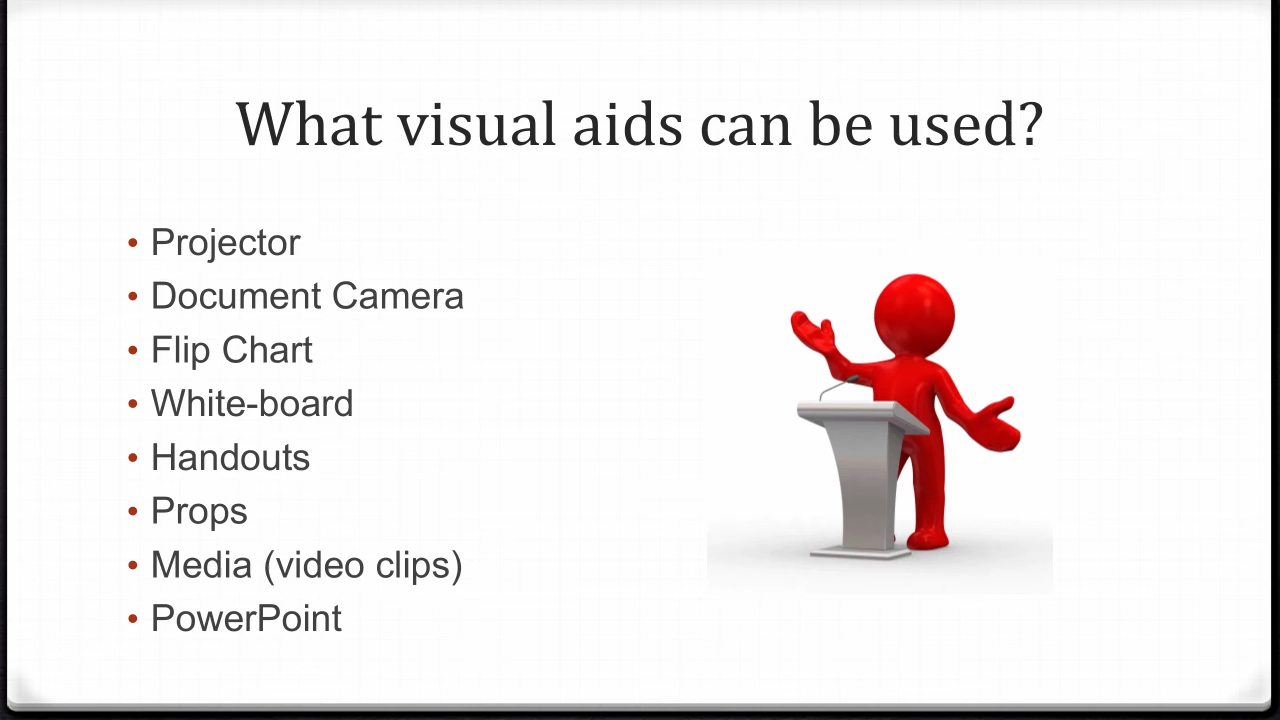 What visual aids can be used?
• Projector
• Document Camera
• Flip Chart
• White-board
• Handouts
• Props
• Media (video clips)
• PowerPoint